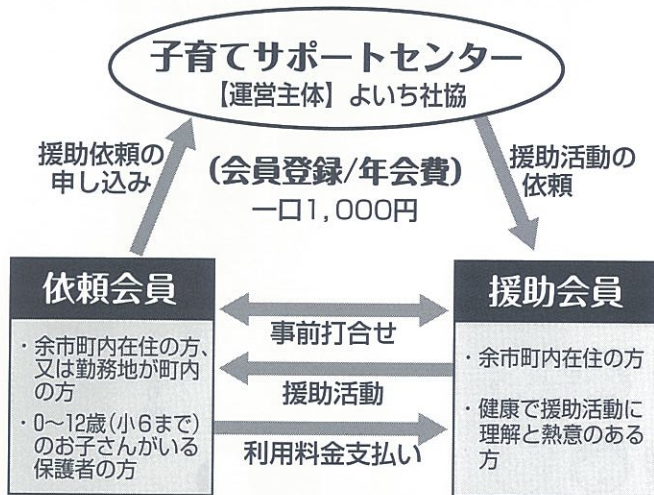 子育てサポートセンター
【運営主体】よいち社協
援助依頼の
申し込み
(会員登録/年会費)
一口1,000円
援助活動の
依頼
依頼会員
・余市町内在住の方、
又は勤務地が町内
の方
・0〜12歳(小6まで)
のお子さんがいる
保護者の方
事前打合せ
援助活動
利用料金支払い
援助会員
・余市町内在住の方
・健康で援助活動に
理解と熱意のある
方